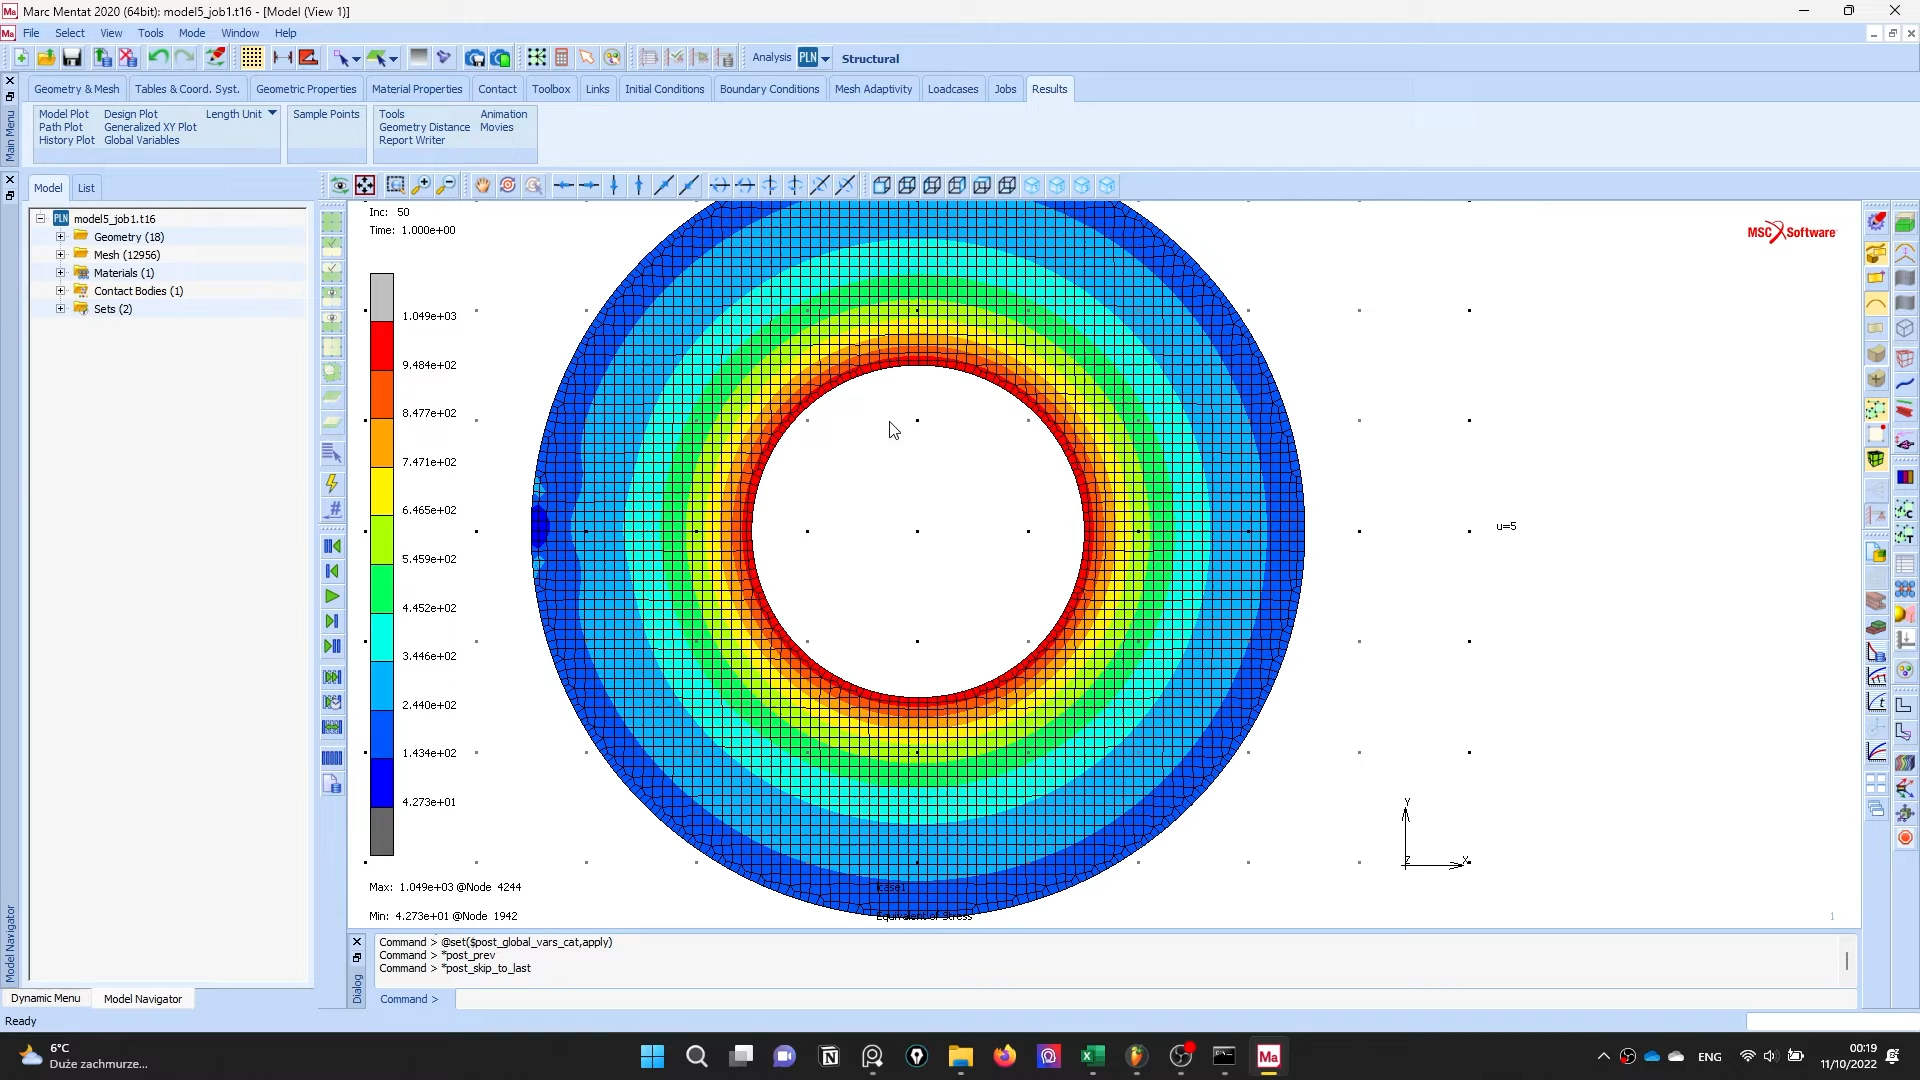 Marc Mentat 2020 (64bit): model5_job1.t16 - [Model (View 1)]
File Select View Tools Mode Window Help
Analysis PLN Structural
Geometry & Mesh Tables & Coord. Syst. Geometric Properties Material Properties Contact Toolbox Links Initial Conditions Boundary Conditions Mesh Adaptivity Loadcases Jobs Results
Model Plot Design Plot Length Unit Sample Points Tools Animation
Path Plot Generalized XY Plot Geometry Distance Movies
History Plot Global Variables Report Writer
Main Menu
Model List
PLN model5_job1.t16
Geometry (18)
Mesh (12956)
Materials (1)
Contact Bodies (1)
Sets (2)
Inc: 50
Time: 1.000e+00
MSC Software
1.049e+03
9.484e+02
8.477e+02
7.471e+02
6.465e+02
5.459e+02
4.452e+02
3.446e+02
2.440e+02
1.434e+02
4.273e+01
u=5
Y
Z X
Max: 1.049e+03 @Node 4244
lcase1
Min: 4.273e+01 @Node 1942
Equivalent of Stress
1
Model Navigator
Command > @set($post_global_vars_cat,apply)
Command > *post_prev
Command > *post_skip_to_last
Dialog
Command >
Dynamic Menu Model Navigator
Ready
6°C
Duże zachmurze...
ENG
00:19
11/10/2022